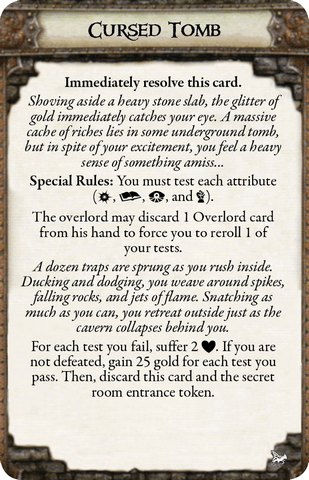 CURSED TOMB
Immediately resolve this card.
Shoving aside a heavy stone slab, the glitter of
gold immediately catches your eye. A massive
cache of riches lies in some underground tomb,
but in spite of your excitement, you feel a heavy
sense of something amiss...
Special Rules: You must test each attribute
( , , , and ).
The overlord may discard 1 Overlord card
from his hand to force you to reroll 1 of
your tests.
A dozen traps are sprung as you rush inside.
Ducking and dodging, you weave around spikes,
falling rocks, and jets of flame. Snatching as
much as you can, you retreat outside just as the
cavern collapses behind you.
For each test you fail, suffer 2 ♥. If you are
not defeated, gain 25 gold for each test you
pass. Then, discard this card and the secret
room entrance token.